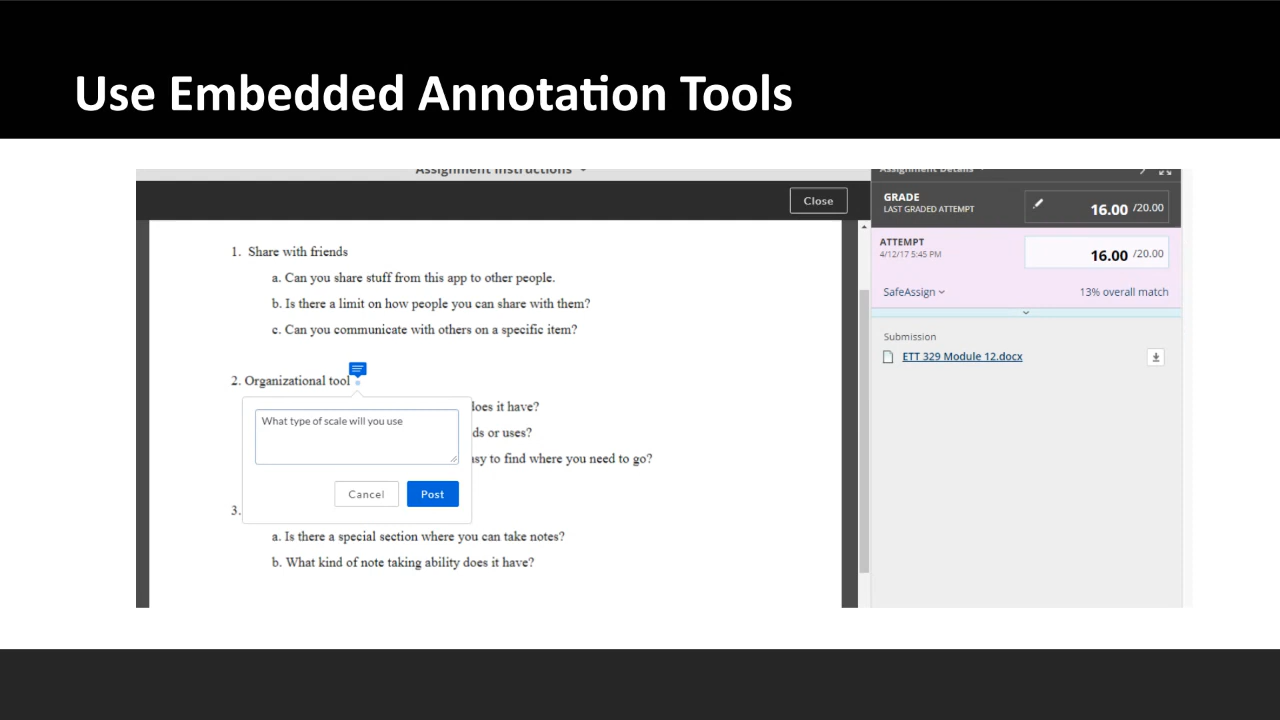 Use Embedded Annotation Tools
Assignment Instructions
Assignment Details
Close
GRADE
LAST GRADED ATTEMPT
16.00 /20.00
ATTEMPT
4/12/17 5:45 PM
16.00 /20.00
SafeAssign
13% overall match
Submission
ETT 329 Module 12.docx
1. Share with friends
a. Can you share stuff from this app to other people.
b. Is there a limit on how people you can share with them?
c. Can you communicate with others on a specific item?
2. Organizational tool
does it have?
What type of scale will you use
or uses?
to find where you need to go?
Cancel
Post
3.
a. Is there a special section where you can take notes?
b. What kind of note taking ability does it have?